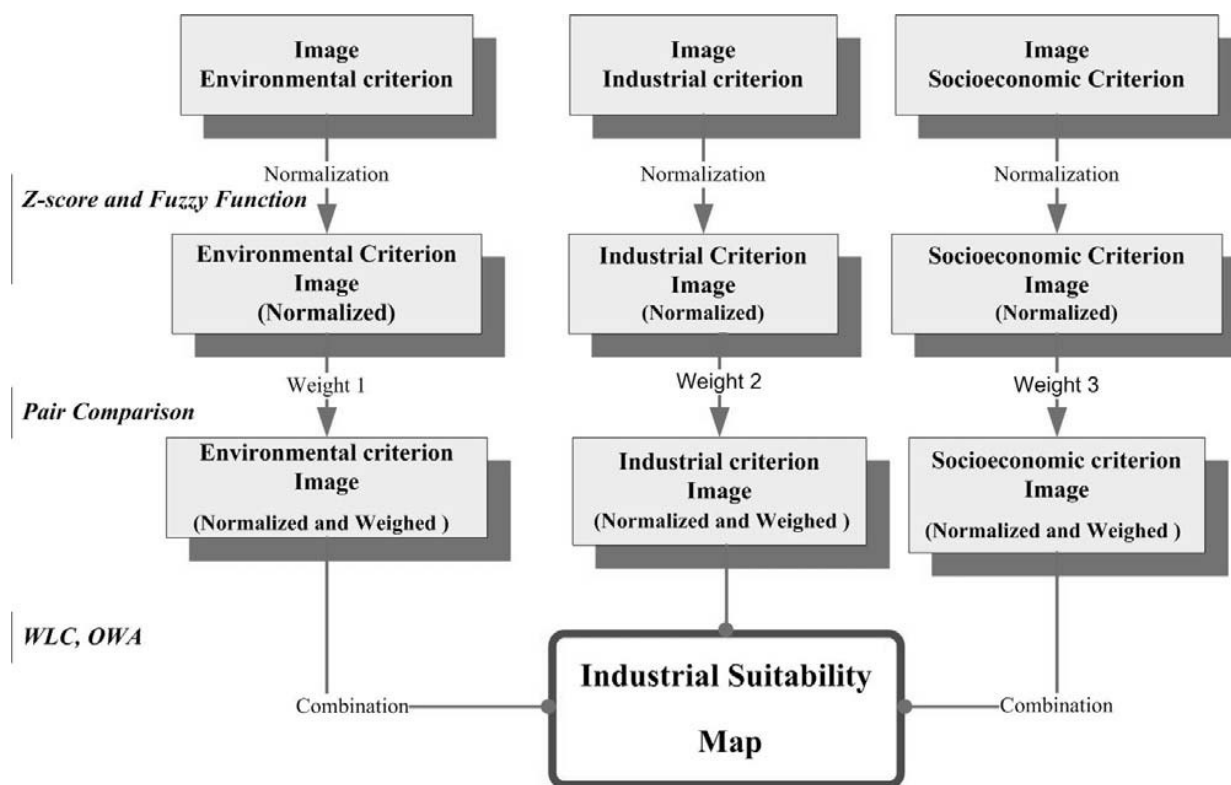 Image
Environmental criterion
Image
Industrial criterion
Image
Socioeconomic Criterion
Normalization
Normalization
Normalization
Z-score and Fuzzy Function
Environmental Criterion
Image
(Normalized)
Industrial Criterion
Image
(Normalized)
Socioeconomic Criterion
Image
(Normalized)
Weight 1
Weight 2
Weight 3
Pair Comparison
Environmental criterion
Image
(Normalized and Weighed )
Industrial criterion
Image
(Normalized and Weighed )
Socioeconomic criterion
Image
(Normalized and Weighed )
WLC, OWA
Industrial Suitability
Map
Combination
Combination